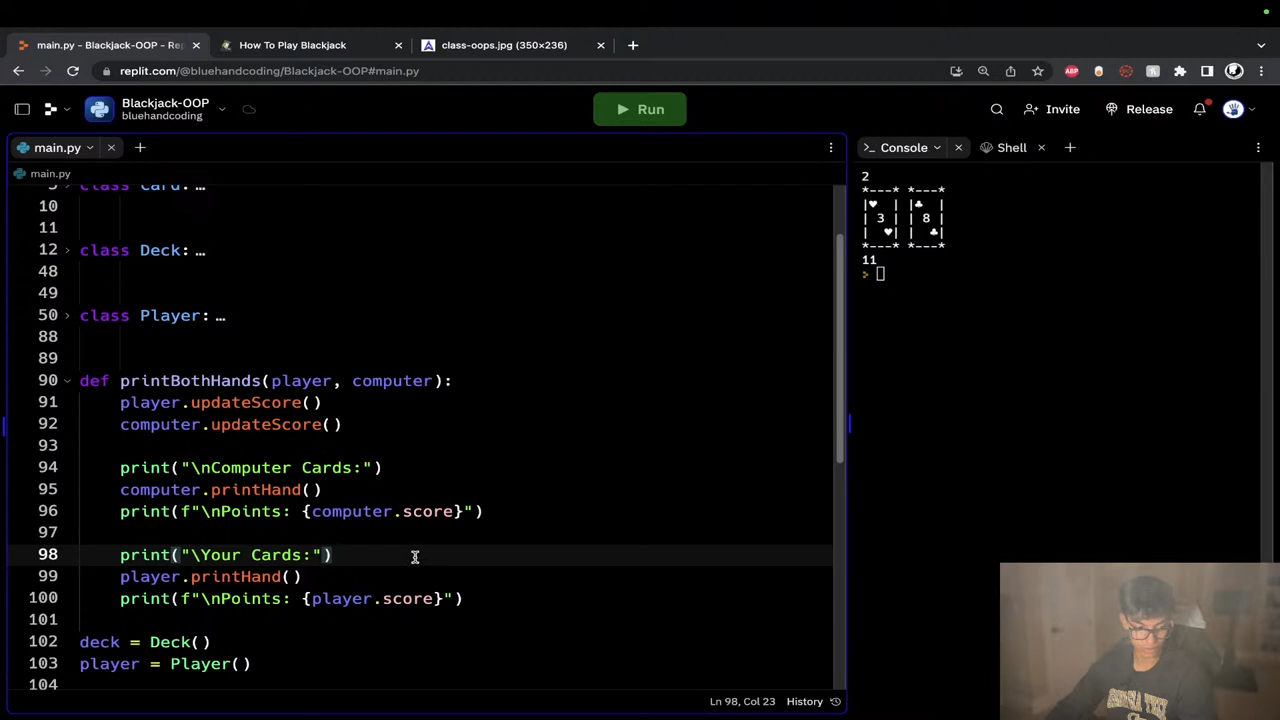 main.py - Blackjack-OOP - Rep
How To Play Blackjack
class-oops.jpg (350×236)
replit.com/@bluehandcoding/Blackjack-OOP#main.py
ABP
Blackjack-OOP
bluehandcoding
Run
Invite
Release
main.py
Console
Shell
main.py
class Card:…
10
11
12 class Deck:…
48
49
50 class Player:…
88
89
90 def printBothHands(player, computer):
91 player.updateScore()
92 computer.updateScore()
93
94 print("\nComputer Cards:")
95 computer.printHand()
96 print(f"\nPoints: {computer.score}")
97
98 print("\Your Cards:")
99 player.printHand()
100 print(f"\nPoints: {player.score}")
101
102 deck = Deck()
103 player = Player()
104
Ln 98, Col 23
History
2
*---* *---*
|♥  | |♣  |
| 3 | | 8 |
|  ♥| |  ♣|
*---* *---*
11
>